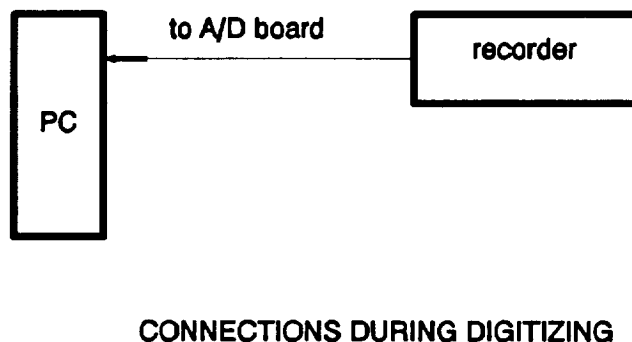 to A/D board
recorder
PC
CONNECTIONS DURING DIGITIZING